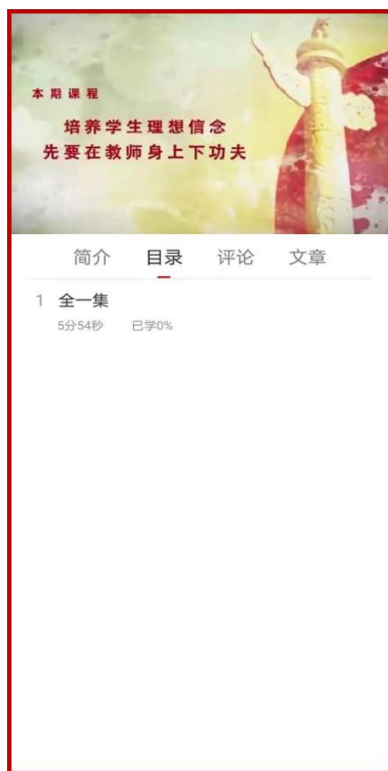 本期课程
培养学生理想信念
先要在教师身上下功夫
简介 目录 评论 文章
1 全一集
5分54秒 已学0%